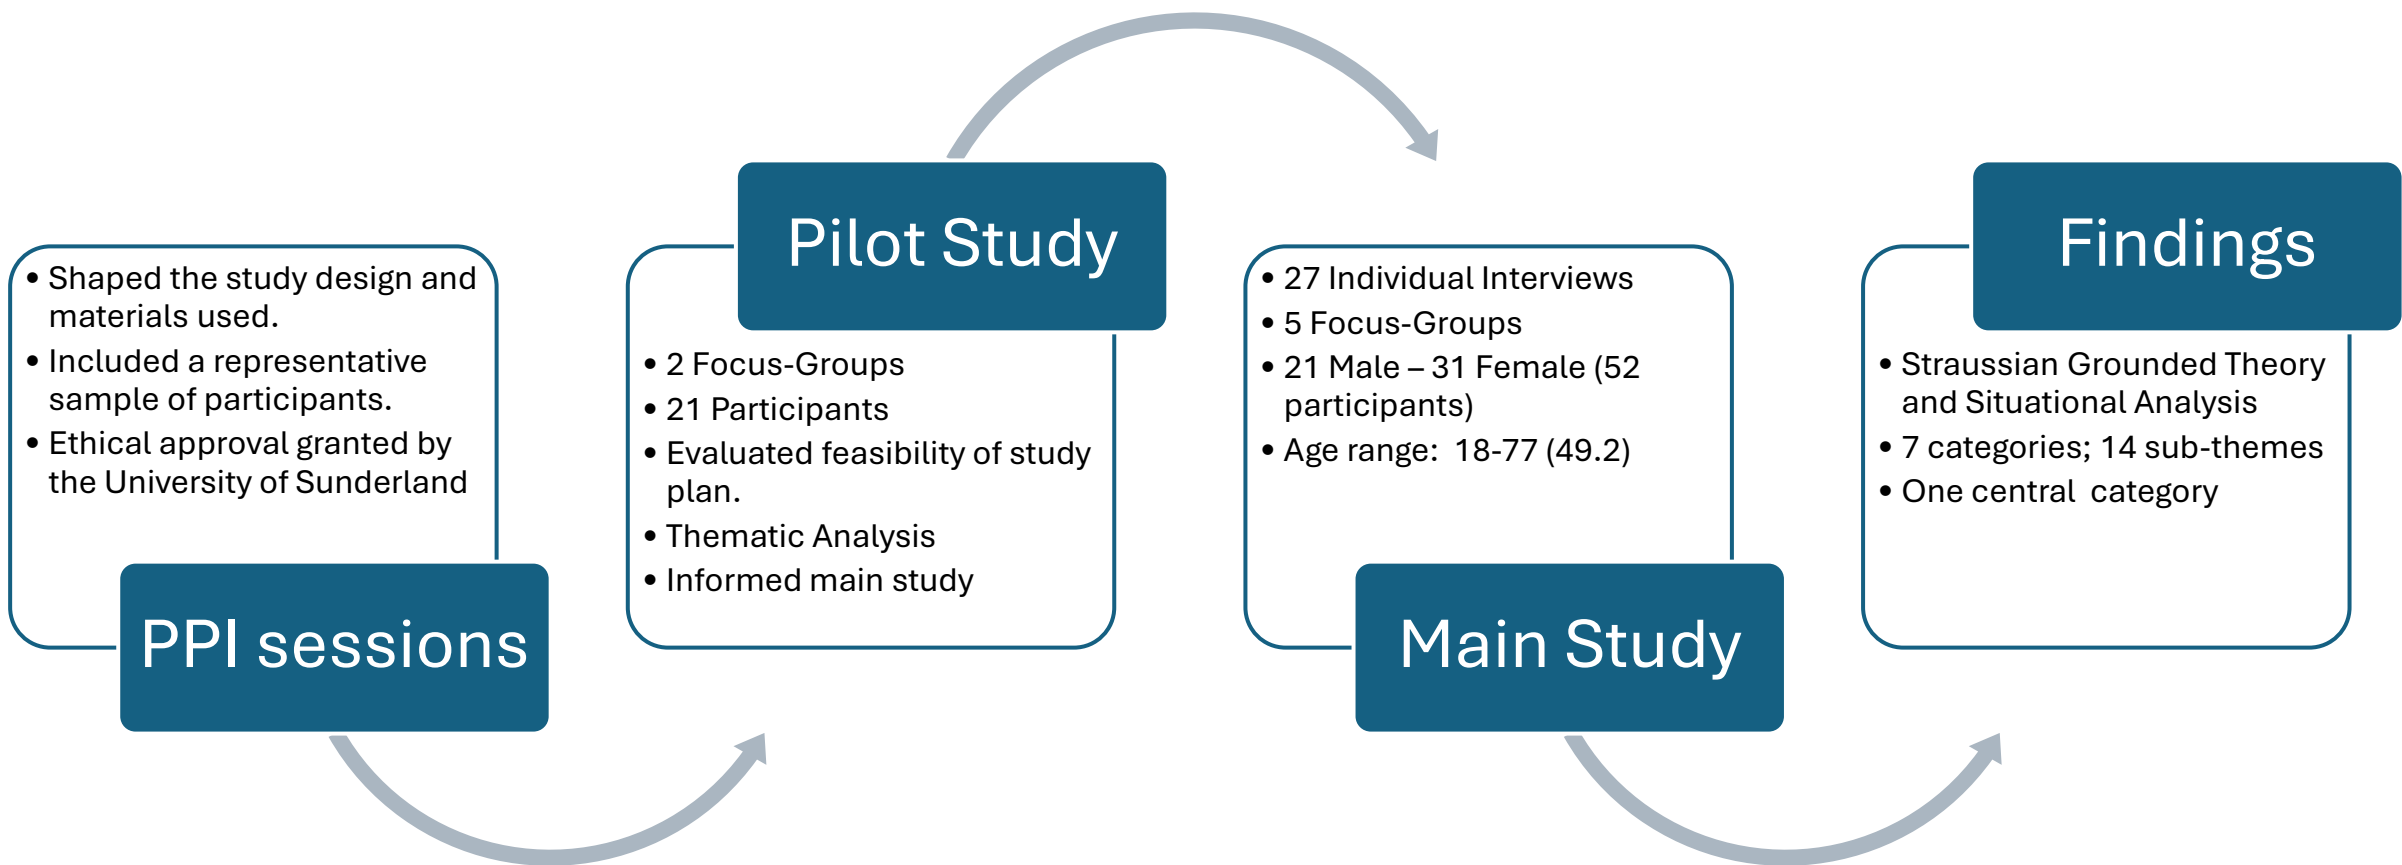 • Shaped the study design and
materials used.
• Included a representative
sample of participants.
• Ethical approval granted by
the University of Sunderland
PPI sessions
Pilot Study
• 2 Focus-Groups
• 21 Participants
• Evaluated feasibility of study
plan.
• Thematic Analysis
• Informed main study
• 27 Individual Interviews
• 5 Focus-Groups
• 21 Male – 31 Female (52
participants)
• Age range:  18-77 (49.2)
Main Study
Findings
• Straussian Grounded Theory
and Situational Analysis
• 7 categories; 14 sub-themes
• One central  category